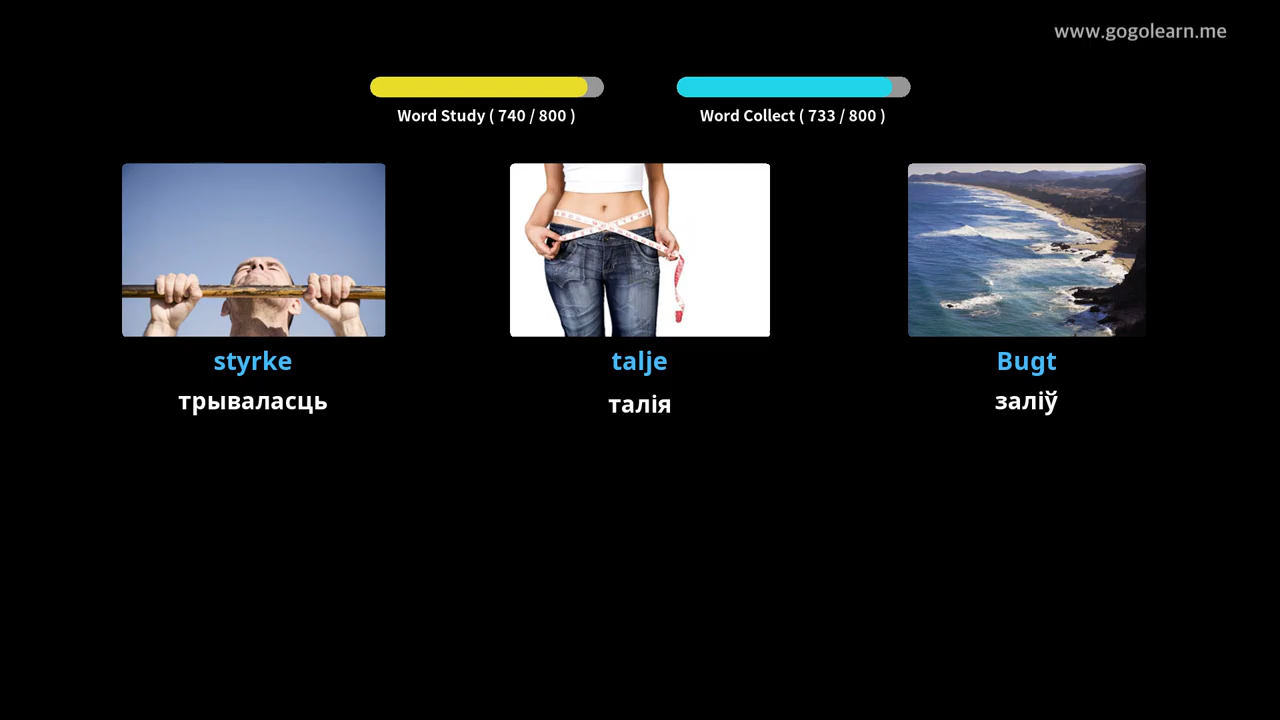 www.gogolearn.me
Word Study ( 740 / 800 )
Word Collect ( 733 / 800 )
styrke
talje
Bugt
трываласць
талія
заліў